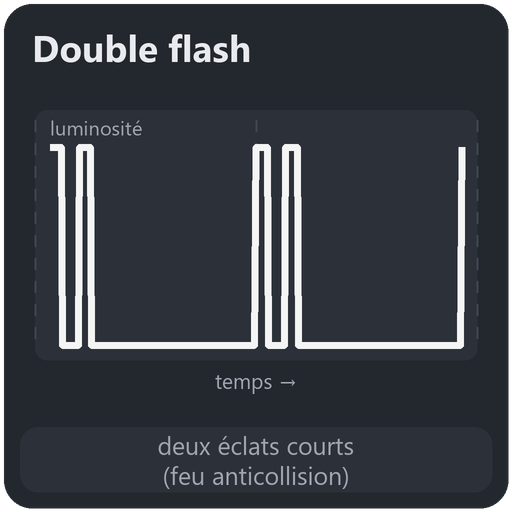 Double flash
luminosité
temps →
deux éclats courts
(feu anticollision)